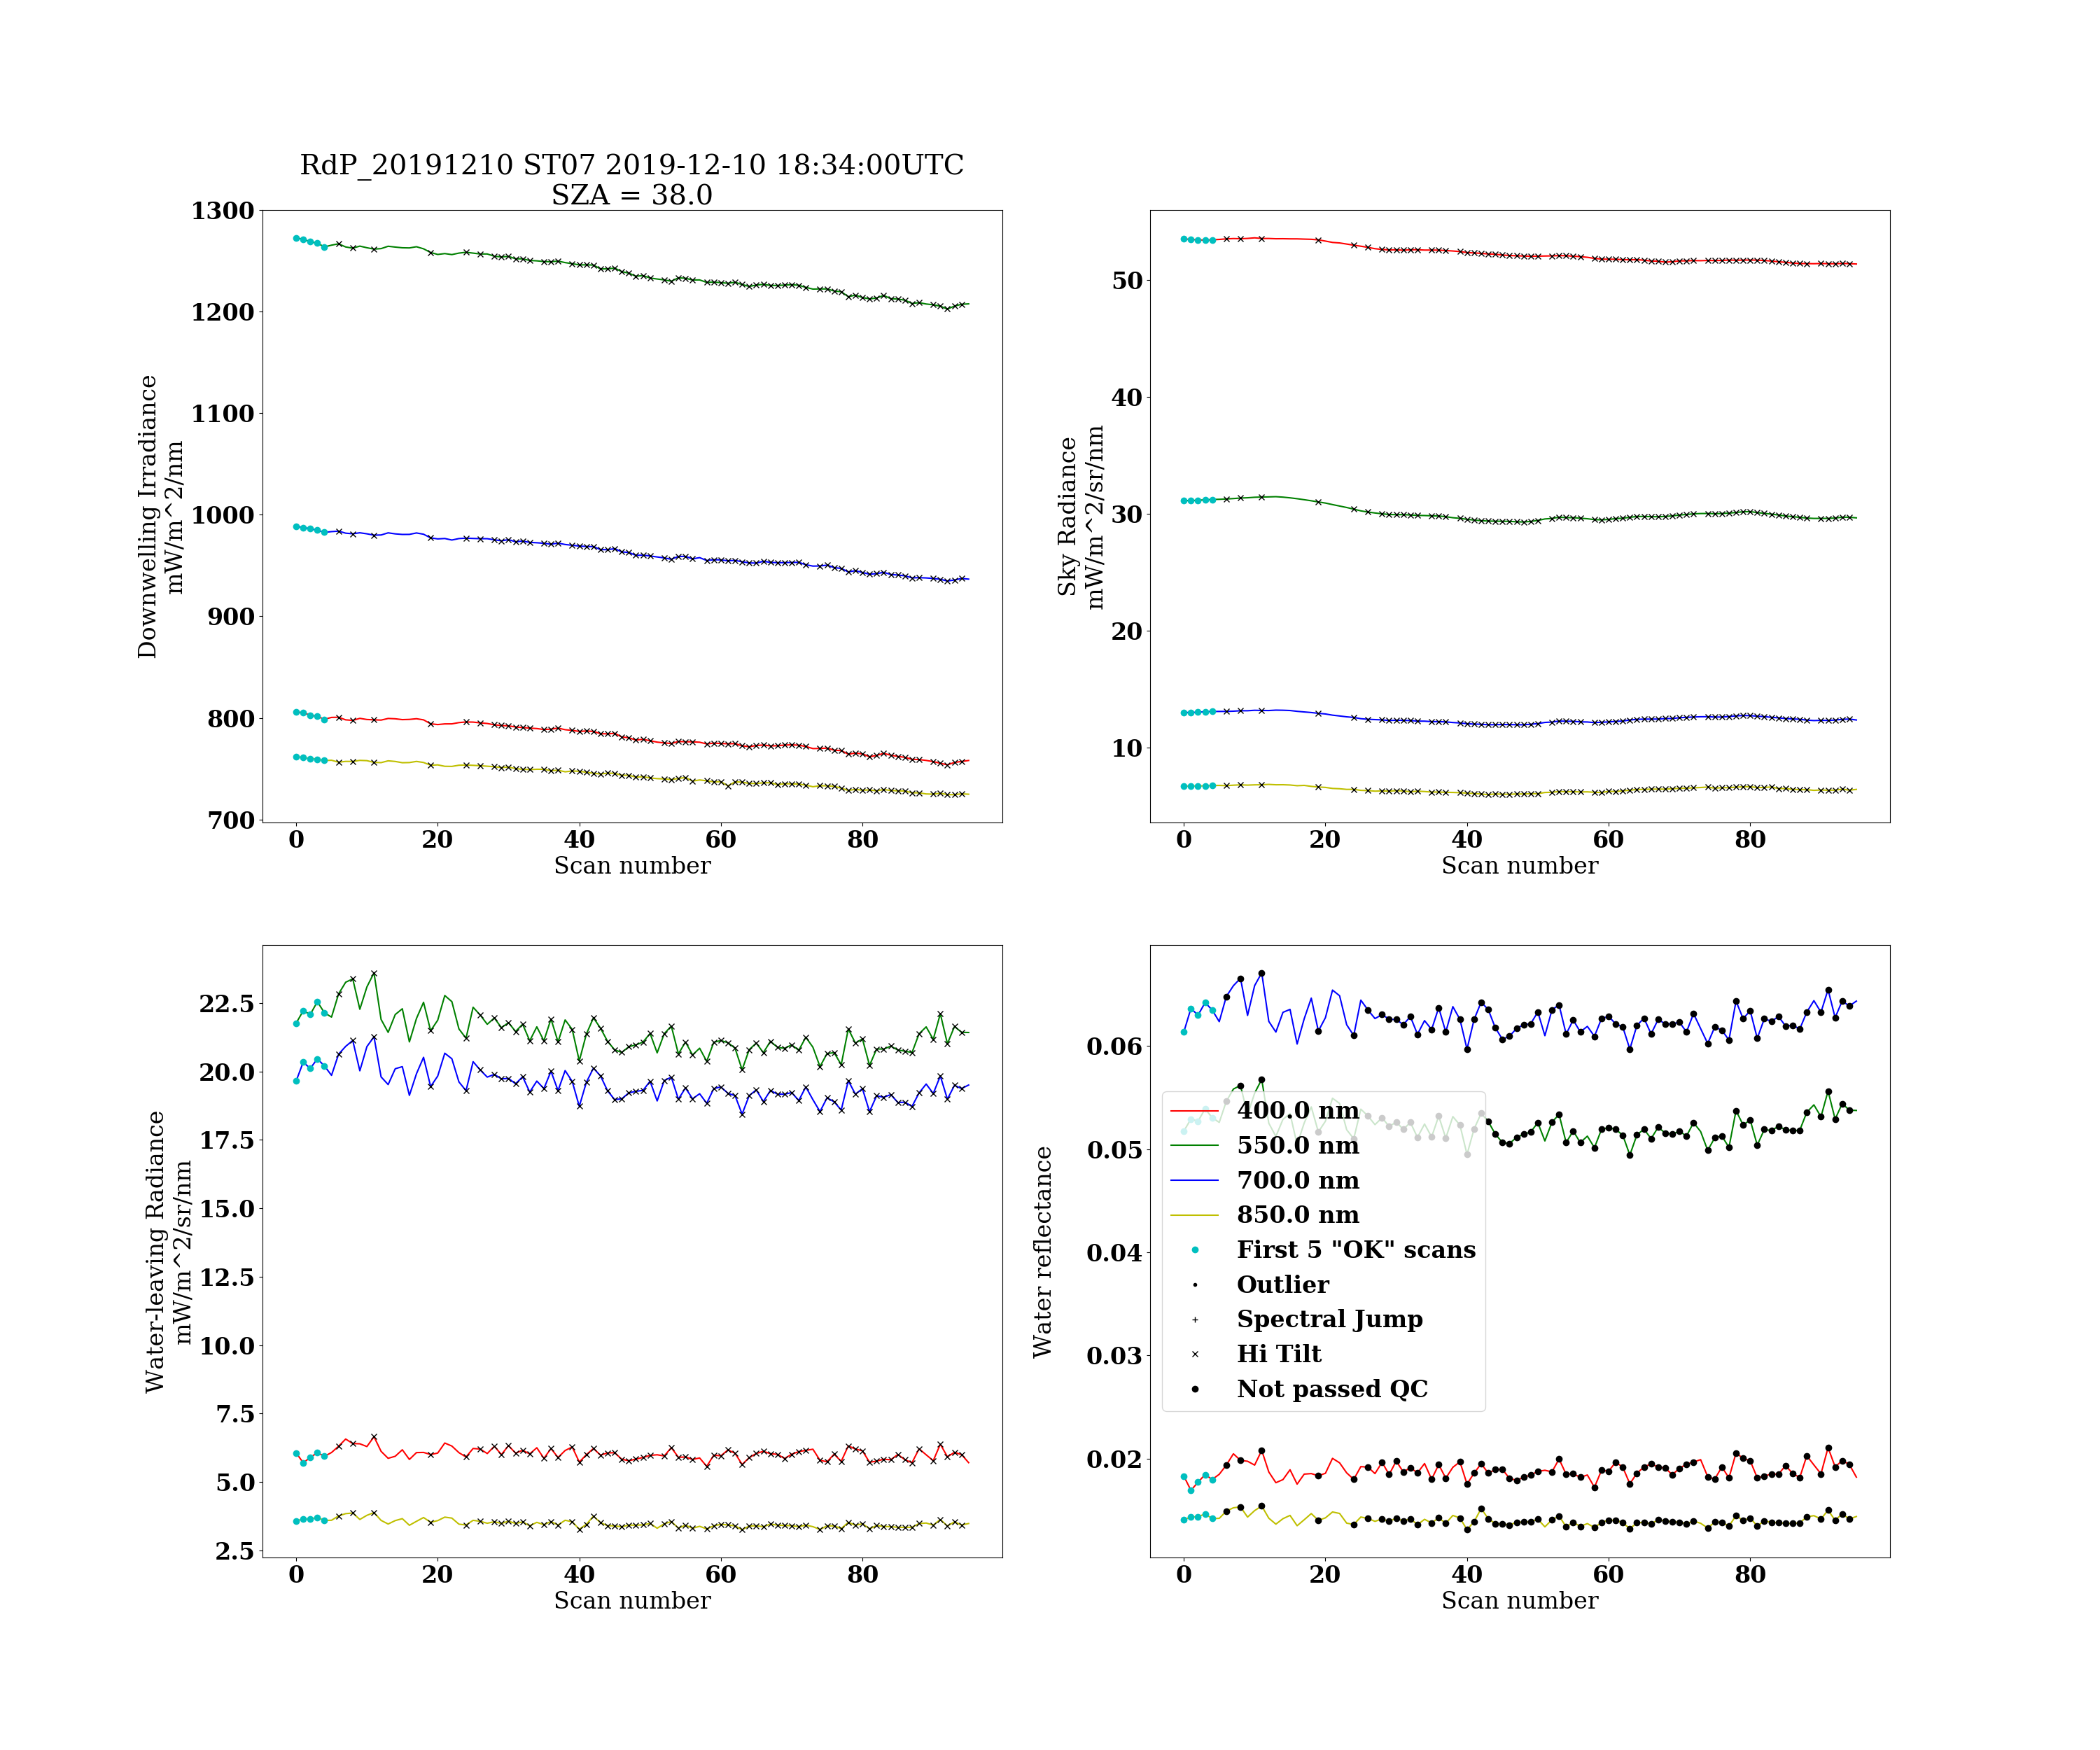 RdP_20191210 ST07 2019-12-10 18:34:00UTC
SZA = 38.0
1300
1200
1100
1000
900
800
700
Downwelling Irradiance
mW/m^2/nm
0 20 40 60 80
Scan number
50
40
30
20
10
Sky Radiance
mW/m^2/sr/nm
0 20 40 60 80
Scan number
22.5
20.0
17.5
15.0
12.5
10.0
7.5
5.0
2.5
Water-leaving Radiance
mW/m^2/sr/nm
0 20 40 60 80
Scan number
0.06
0.05
0.04
0.03
0.02
Water reflectance
400.0 nm
550.0 nm
700.0 nm
850.0 nm
First 5 "OK" scans
Outlier
Spectral Jump
Hi Tilt
Not passed QC
0 20 40 60 80
Scan number